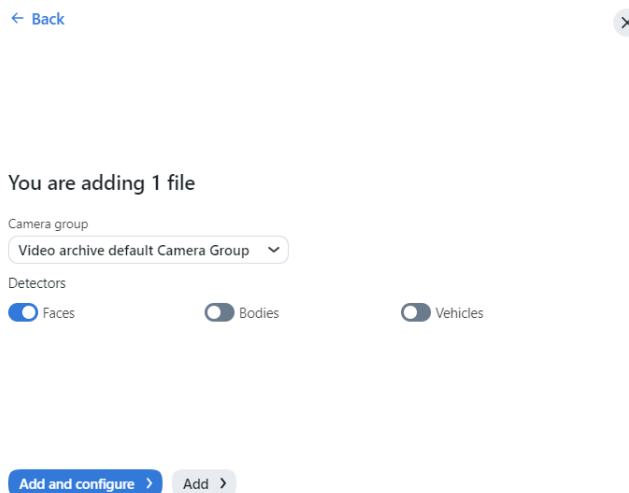 Back
You are adding 1 file
Camera group
Video archive default Camera Group
Detectors
Faces Bodies Vehicles
Add and configure Add